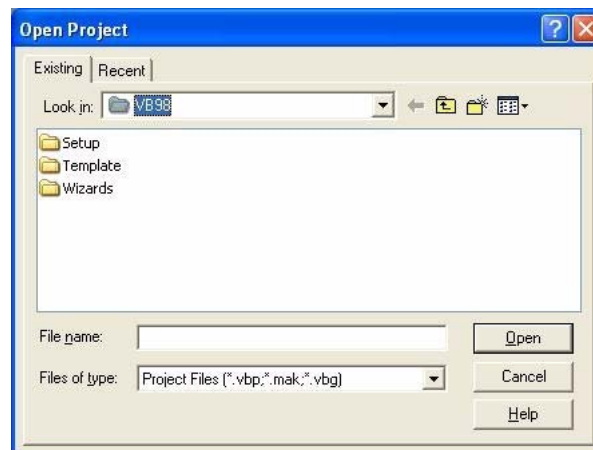 Open Project
Existing Recent
Look in: VB98
Setup
Template
Wizards
File name: Open
Files of type: Project Files (*.vbp;*.mak;*.vbg) Cancel
Help